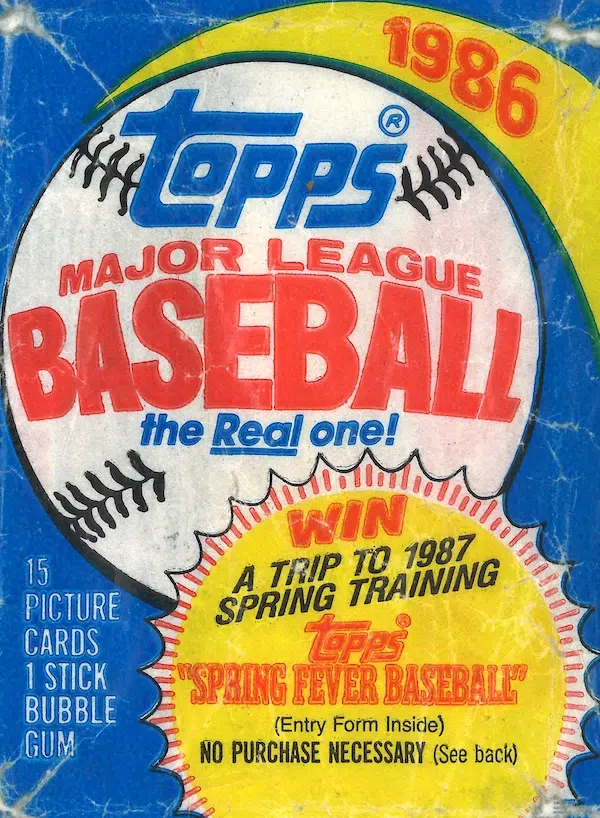 1986
topps®
MAJOR LEAGUE
BASEBALL
the Real one!
WIN
A TRIP TO 1987
SPRING TRAINING
topps®
"SPRING FEVER BASEBALL"
(Entry Form Inside)
NO PURCHASE NECESSARY (See back)
15
PICTURE
CARDS
1 STICK
BUBBLE
GUM